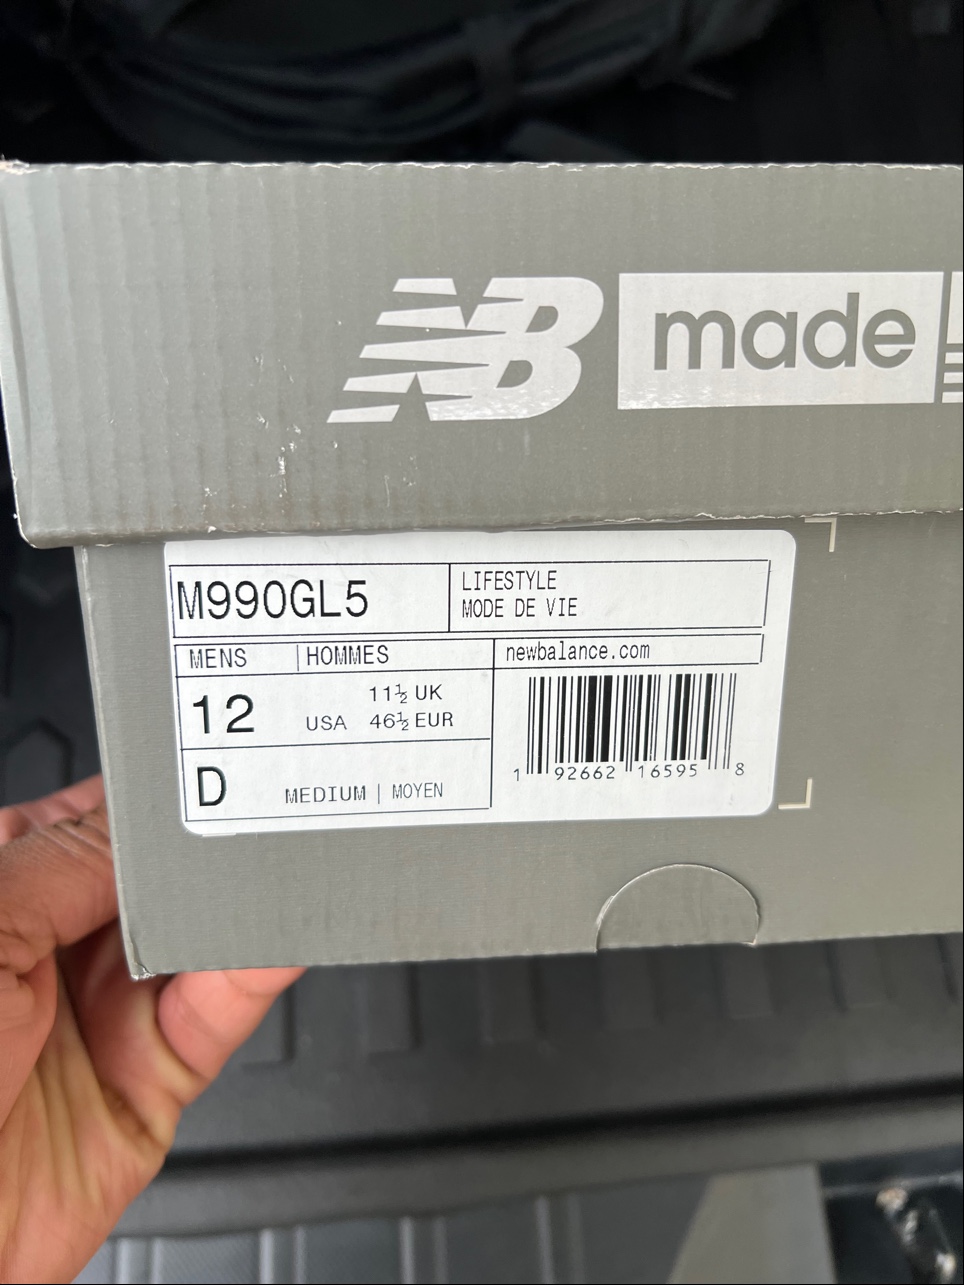 NB made
M990GL5
LIFESTYLE
MODE DE VIE
MENS | HOMMES
newbalance.com
12
11½ UK
USA 46½ EUR
D
MEDIUM | MOYEN
1 92662 16595 8